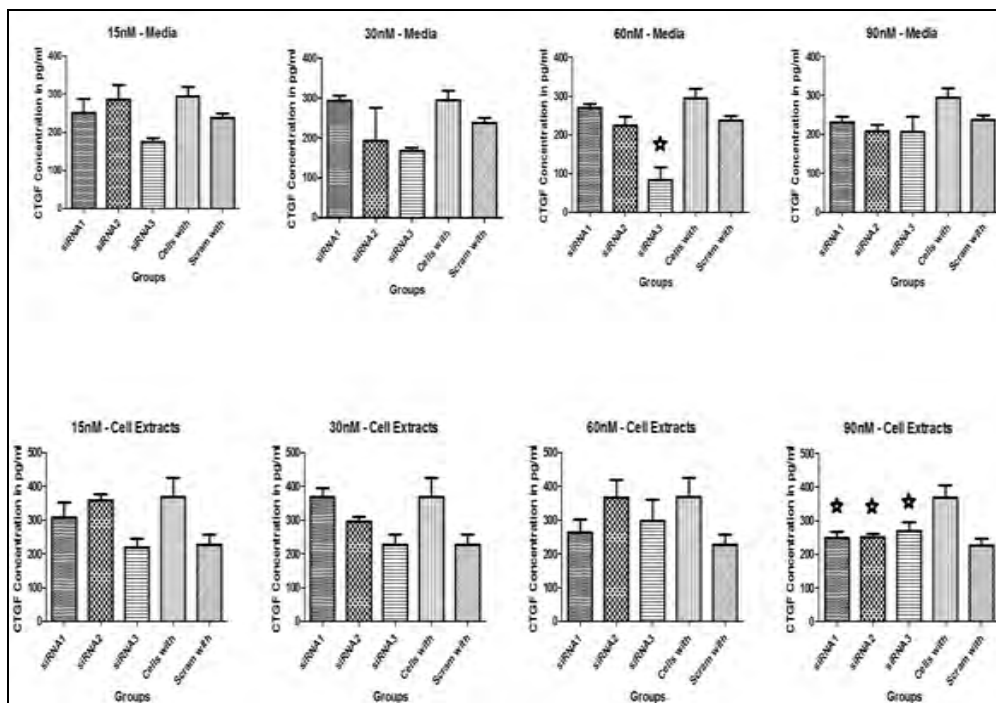 15nM - Media
CTGF Concentration in pg/ml
400
300
200
100
0
siRNA1
siRNA2
siRNA3
Cells with
Scram with
Groups
30nM - Media
CTGF Concentration in pg/ml
400
300
200
100
0
siRNA1
siRNA2
siRNA3
Cells with
Scram with
Groups
60nM - Media
CTGF Concentration in pg/ml
400
300
200
100
0
siRNA1
siRNA2
siRNA3
Cells with
Scram with
Groups
90nM - Media
CTGF Concentration in pg/ml
400
300
200
100
0
siRNA1
siRNA2
siRNA3
Cells with
Scram with
Groups
15nM - Cell Extracts
CTGF Concentration in pg/ml
500
400
300
200
100
0
siRNA1
siRNA2
siRNA3
Cells with
Scram with
Groups
30nM - Cell Extracts
CTGF Concentration in pg/ml
500
400
300
200
100
0
siRNA1
siRNA2
siRNA3
Cells with
Scram with
Groups
60nM - Cell Extracts
CTGF Concentration in pg/ml
500
400
300
200
100
0
siRNA1
siRNA2
siRNA3
Cells with
Scram with
Groups
90nM - Cell Extracts
CTGF Concentration in pg/ml
500
400
300
200
100
0
siRNA1
siRNA2
siRNA3
Cells with
Scram with
Groups